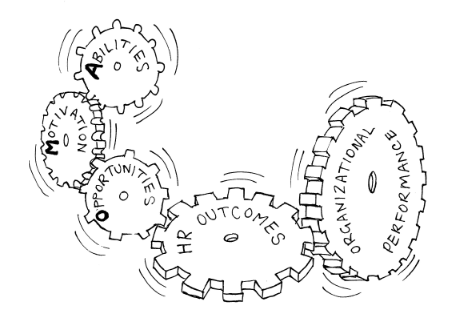 ABILITIES
MOTIVATION
OPPORTUNITIES
HR OUTCOMES
ORGANIZATIONAL
PERFORMANCE